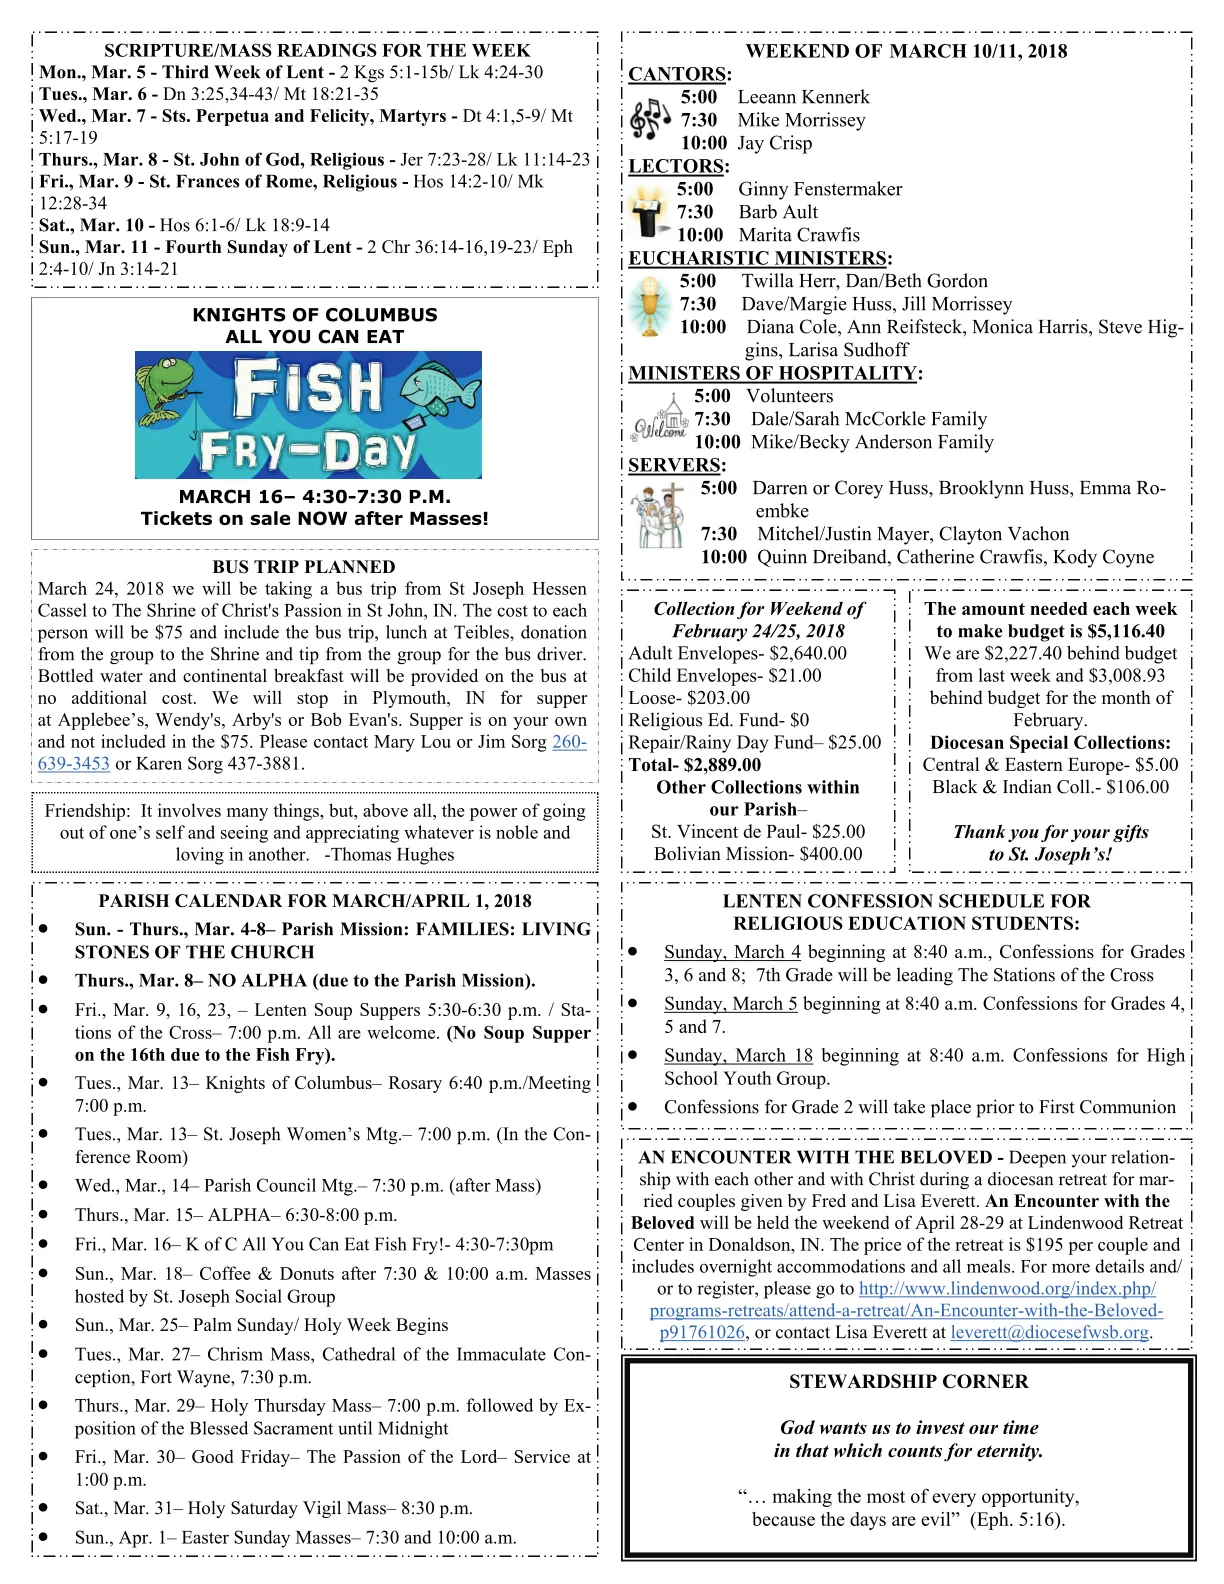 SCRIPTURE/MASS READINGS FOR THE WEEK
Mon., Mar. 5 - Third Week of Lent - 2 Kgs 5:1-15b/ Lk 4:24-30
Tues., Mar. 6 - Dn 3:25,34-43/ Mt 18:21-35
Wed., Mar. 7 - Sts. Perpetua and Felicity, Martyrs - Dt 4:1,5-9/ Mt
5:17-19
Thurs., Mar. 8 - St. John of God, Religious - Jer 7:23-28/ Lk 11:14-23
Fri., Mar. 9 - St. Frances of Rome, Religious - Hos 14:2-10/ Mk
12:28-34
Sat., Mar. 10 - Hos 6:1-6/ Lk 18:9-14
Sun., Mar. 11 - Fourth Sunday of Lent - 2 Chr 36:14-16,19-23/ Eph
2:4-10/ Jn 3:14-21
KNIGHTS OF COLUMBUS
ALL YOU CAN EAT
FISH
FRY-DAY
MARCH 16– 4:30-7:30 P.M.
Tickets on sale NOW after Masses!
BUS TRIP PLANNED
March 24, 2018 we will be taking a bus trip from St Joseph Hessen
Cassel to The Shrine of Christ's Passion in St John, IN. The cost to each
person will be $75 and include the bus trip, lunch at Teibles, donation
from the group to the Shrine and tip from the group for the bus driver.
Bottled water and continental breakfast will be provided on the bus at
no additional cost. We will stop in Plymouth, IN for supper
at Applebee’s, Wendy's, Arby's or Bob Evan's. Supper is on your own
and not included in the $75. Please contact Mary Lou or Jim Sorg 260-
639-3453 or Karen Sorg 437-3881.
Friendship: It involves many things, but, above all, the power of going
out of one’s self and seeing and appreciating whatever is noble and
loving in another. -Thomas Hughes
PARISH CALENDAR FOR MARCH/APRIL 1, 2018
• Sun. - Thurs., Mar. 4-8– Parish Mission: FAMILIES: LIVING
STONES OF THE CHURCH
• Thurs., Mar. 8– NO ALPHA (due to the Parish Mission).
• Fri., Mar. 9, 16, 23, – Lenten Soup Suppers 5:30-6:30 p.m. / Sta-
tions of the Cross– 7:00 p.m. All are welcome. (No Soup Supper
on the 16th due to the Fish Fry).
• Tues., Mar. 13– Knights of Columbus– Rosary 6:40 p.m./Meeting
7:00 p.m.
• Tues., Mar. 13– St. Joseph Women’s Mtg.– 7:00 p.m. (In the Con-
ference Room)
• Wed., Mar., 14– Parish Council Mtg.– 7:30 p.m. (after Mass)
• Thurs., Mar. 15– ALPHA– 6:30-8:00 p.m.
• Fri., Mar. 16– K of C All You Can Eat Fish Fry!- 4:30-7:30pm
• Sun., Mar. 18– Coffee & Donuts after 7:30 & 10:00 a.m. Masses
hosted by St. Joseph Social Group
• Sun., Mar. 25– Palm Sunday/ Holy Week Begins
• Tues., Mar. 27– Chrism Mass, Cathedral of the Immaculate Con-
ception, Fort Wayne, 7:30 p.m.
• Thurs., Mar. 29– Holy Thursday Mass– 7:00 p.m. followed by Ex-
position of the Blessed Sacrament until Midnight
• Fri., Mar. 30– Good Friday– The Passion of the Lord– Service at
1:00 p.m.
• Sat., Mar. 31– Holy Saturday Vigil Mass– 8:30 p.m.
• Sun., Apr. 1– Easter Sunday Masses– 7:30 and 10:00 a.m.
WEEKEND OF MARCH 10/11, 2018
CANTORS:
5:00 Leeann Kennerk
7:30 Mike Morrissey
10:00 Jay Crisp
LECTORS:
5:00 Ginny Fenstermaker
7:30 Barb Ault
10:00 Marita Crawfis
EUCHARISTIC MINISTERS:
5:00 Twilla Herr, Dan/Beth Gordon
7:30 Dave/Margie Huss, Jill Morrissey
10:00 Diana Cole, Ann Reifsteck, Monica Harris, Steve Hig-
gins, Larisa Sudhoff
MINISTERS OF HOSPITALITY:
5:00 Volunteers
Welcome
7:30 Dale/Sarah McCorkle Family
10:00 Mike/Becky Anderson Family
SERVERS:
5:00 Darren or Corey Huss, Brooklynn Huss, Emma Ro-
embke
7:30 Mitchel/Justin Mayer, Clayton Vachon
10:00 Quinn Dreiband, Catherine Crawfis, Kody Coyne
Collection for Weekend of
February 24/25, 2018
Adult Envelopes- $2,640.00
Child Envelopes- $21.00
Loose- $203.00
Religious Ed. Fund- $0
Repair/Rainy Day Fund– $25.00
Total- $2,889.00
Other Collections within
our Parish–
St. Vincent de Paul- $25.00
Bolivian Mission- $400.00
The amount needed each week
to make budget is $5,116.40
We are $2,227.40 behind budget
from last week and $3,008.93
behind budget for the month of
February.
Diocesan Special Collections:
Central & Eastern Europe- $5.00
Black & Indian Coll.- $106.00
Thank you for your gifts
to St. Joseph’s!
LENTEN CONFESSION SCHEDULE FOR
RELIGIOUS EDUCATION STUDENTS:
• Sunday, March 4 beginning at 8:40 a.m., Confessions for Grades
3, 6 and 8; 7th Grade will be leading The Stations of the Cross
• Sunday, March 5 beginning at 8:40 a.m. Confessions for Grades 4,
5 and 7.
• Sunday, March 18 beginning at 8:40 a.m. Confessions for High
School Youth Group.
• Confessions for Grade 2 will take place prior to First Communion
AN ENCOUNTER WITH THE BELOVED - Deepen your relation-
ship with each other and with Christ during a diocesan retreat for mar-
ried couples given by Fred and Lisa Everett. An Encounter with the
Beloved will be held the weekend of April 28-29 at Lindenwood Retreat
Center in Donaldson, IN. The price of the retreat is $195 per couple and
includes overnight accommodations and all meals. For more details and/
or to register, please go to http://www.lindenwood.org/index.php/
programs-retreats/attend-a-retreat/An-Encounter-with-the-Beloved-
p91761026, or contact Lisa Everett at leverett@diocesefwsb.org.
STEWARDSHIP CORNER
God wants us to invest our time
in that which counts for eternity.
“… making the most of every opportunity,
because the days are evil” (Eph. 5:16).